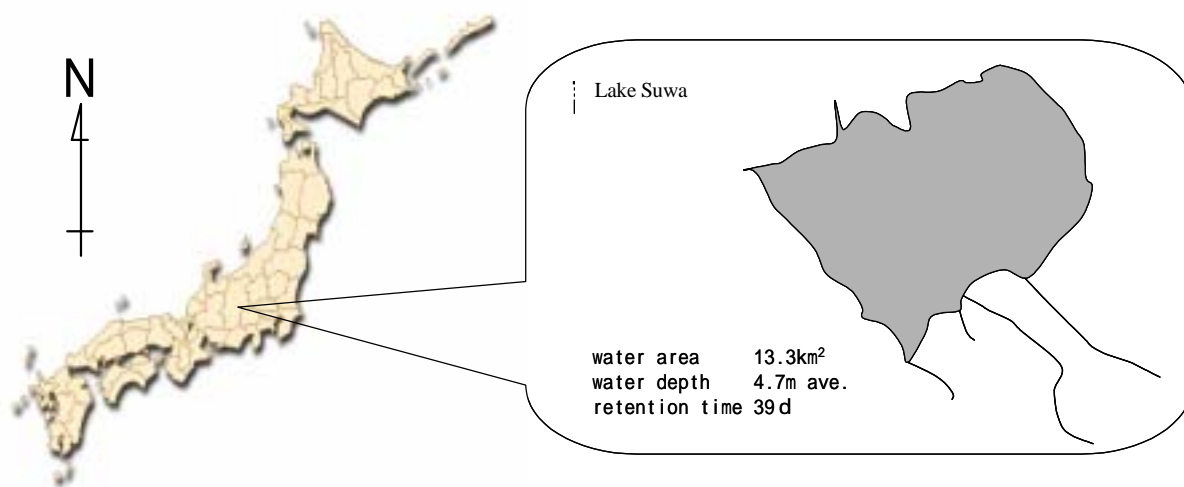 N
Lake Suwa
water area 13.3km²
water depth 4.7m ave.
retention time 39d